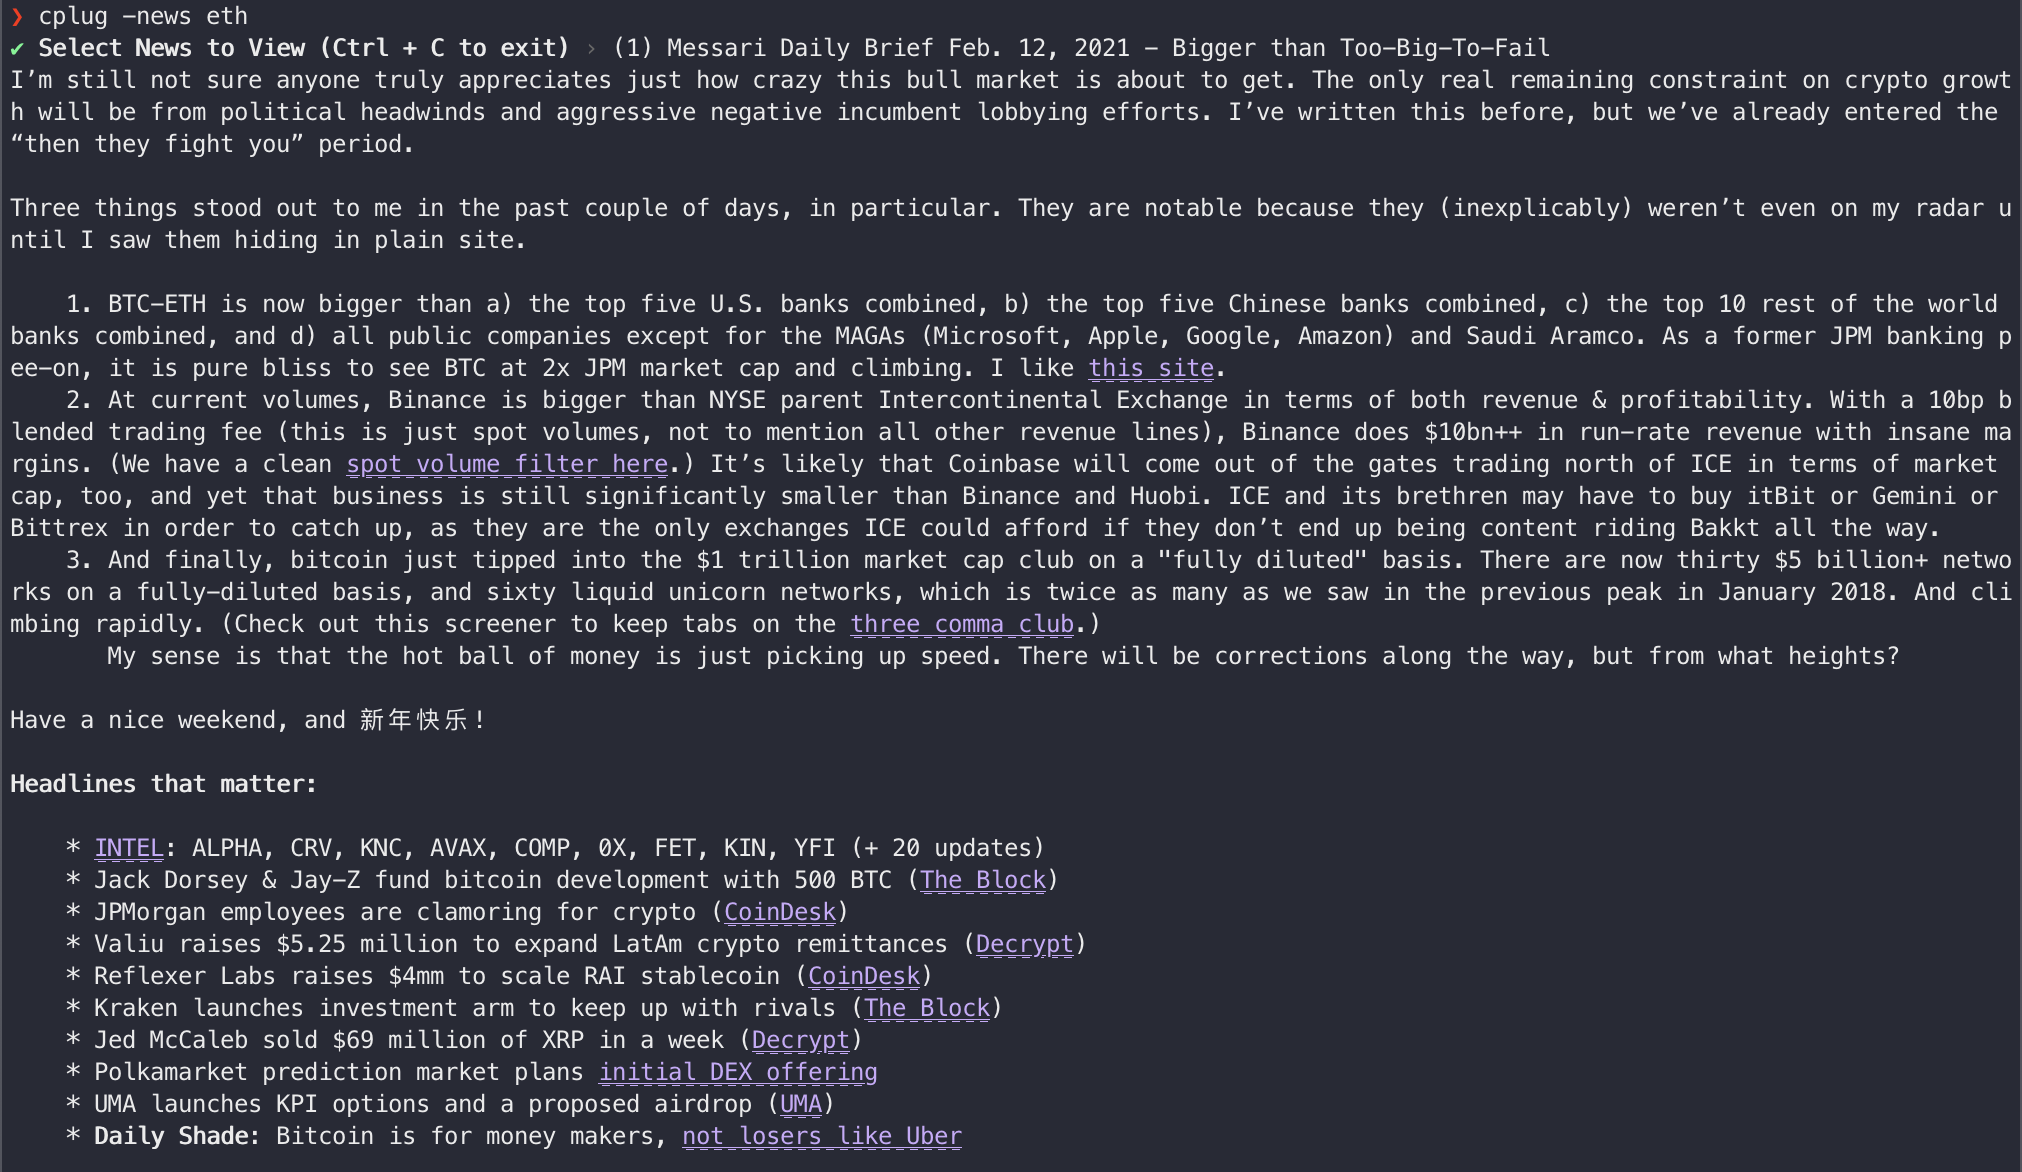 ❯ cplug -news eth
✔ Select News to View (Ctrl + C to exit) › (1) Messari Daily Brief Feb. 12, 2021 – Bigger than Too-Big-To-Fail
I’m still not sure anyone truly appreciates just how crazy this bull market is about to get. The only real remaining constraint on crypto growt
h will be from political headwinds and aggressive negative incumbent lobbying efforts. I’ve written this before, but we’ve already entered the
“then they fight you” period.
Three things stood out to me in the past couple of days, in particular. They are notable because they (inexplicably) weren’t even on my radar u
ntil I saw them hiding in plain site.
1. BTC-ETH is now bigger than a) the top five U.S. banks combined, b) the top five Chinese banks combined, c) the top 10 rest of the world
banks combined, and d) all public companies except for the MAGAs (Microsoft, Apple, Google, Amazon) and Saudi Aramco. As a former JPM banking p
ee-on, it is pure bliss to see BTC at 2x JPM market cap and climbing. I like this site.
2. At current volumes, Binance is bigger than NYSE parent Intercontinental Exchange in terms of both revenue & profitability. With a 10bp b
lended trading fee (this is just spot volumes, not to mention all other revenue lines), Binance does $10bn++ in run-rate revenue with insane ma
rgins. (We have a clean spot volume filter here.) It’s likely that Coinbase will come out of the gates trading north of ICE in terms of market
cap, too, and yet that business is still significantly smaller than Binance and Huobi. ICE and its brethren may have to buy itBit or Gemini or
Bittrex in order to catch up, as they are the only exchanges ICE could afford if they don’t end up being content riding Bakkt all the way.
3. And finally, bitcoin just tipped into the $1 trillion market cap club on a "fully diluted" basis. There are now thirty $5 billion+ netwo
rks on a fully-diluted basis, and sixty liquid unicorn networks, which is twice as many as we saw in the previous peak in January 2018. And cli
mbing rapidly. (Check out this screener to keep tabs on the three comma club.)
My sense is that the hot ball of money is just picking up speed. There will be corrections along the way, but from what heights?
Have a nice weekend, and 新年快乐!
Headlines that matter:
* INTEL: ALPHA, CRV, KNC, AVAX, COMP, 0X, FET, KIN, YFI (+ 20 updates)
* Jack Dorsey & Jay-Z fund bitcoin development with 500 BTC (The Block)
* JPMorgan employees are clamoring for crypto (CoinDesk)
* Valiu raises $5.25 million to expand LatAm crypto remittances (Decrypt)
* Reflexer Labs raises $4mm to scale RAI stablecoin (CoinDesk)
* Kraken launches investment arm to keep up with rivals (The Block)
* Jed McCaleb sold $69 million of XRP in a week (Decrypt)
* Polkamarket prediction market plans initial DEX offering
* UMA launches KPI options and a proposed airdrop (UMA)
* Daily Shade: Bitcoin is for money makers, not losers like Uber